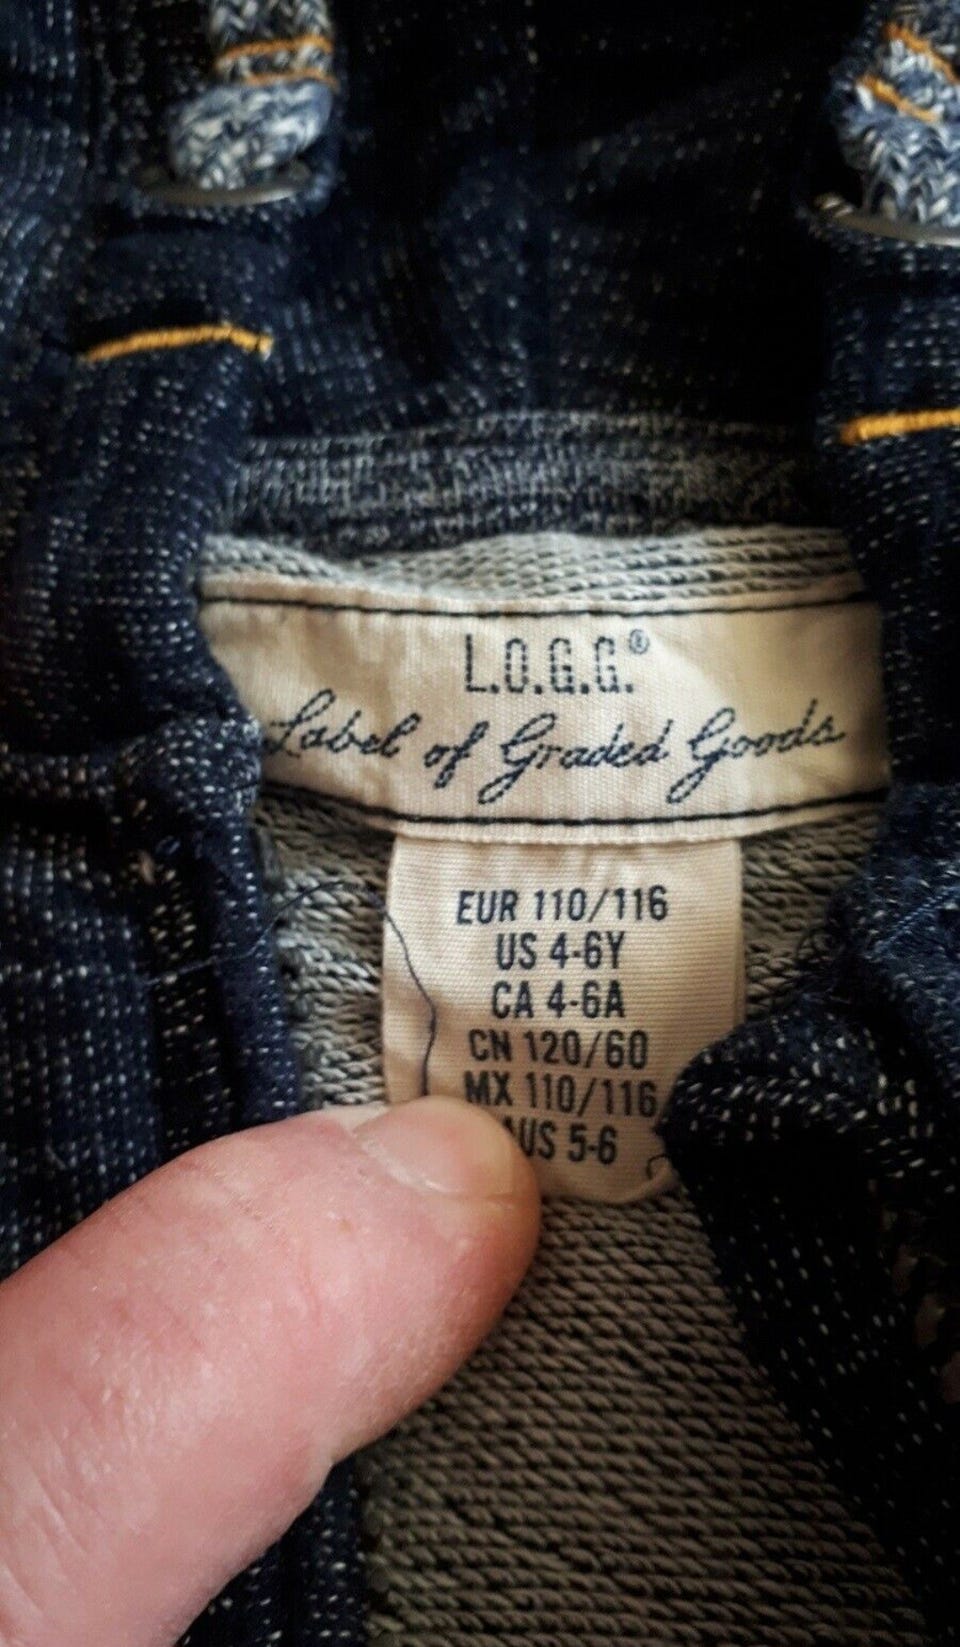 L.O.G.G.®
Label of Graded Goods
EUR 110/116
US 4-6Y
CA 4-6A
CN 120/60
MX 110/116
AUS 5-6